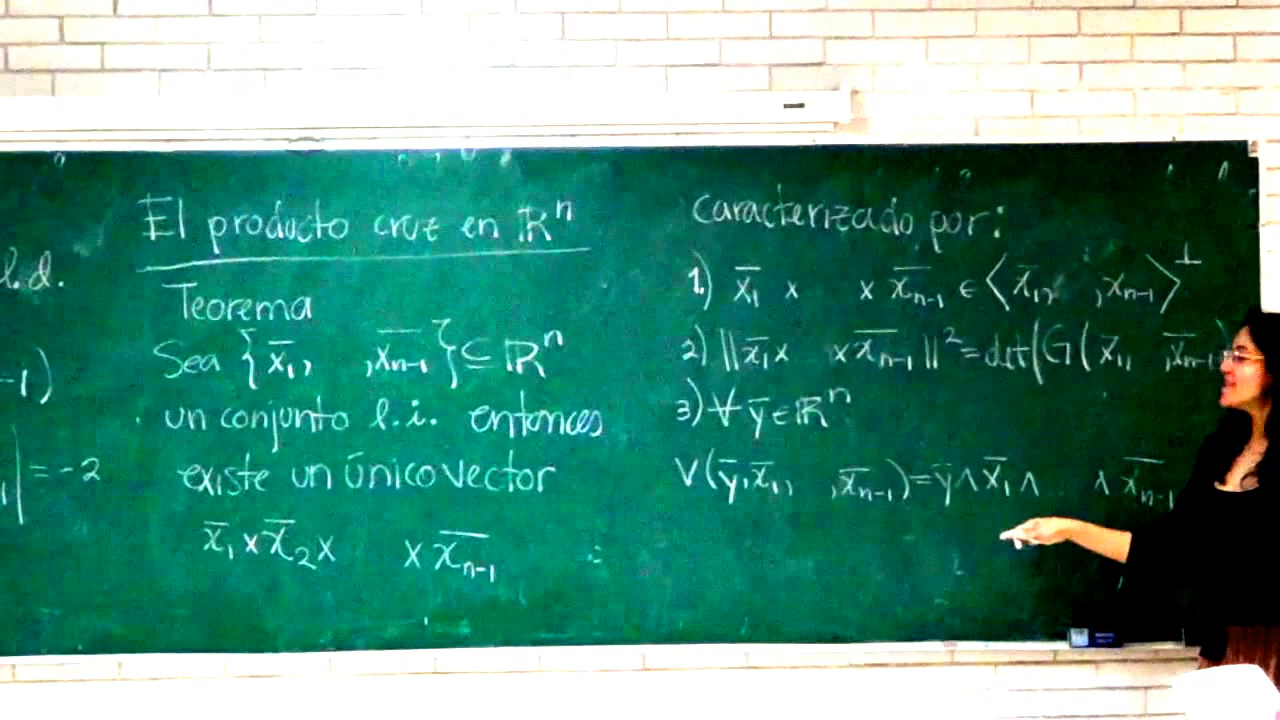 l.d.
-1)
1| = -2
El producto cruz en ℝⁿ
Teorema
Sea {x̄₁,   , x̄ₙ₋₁} ⊆ ℝⁿ
un conjunto l.i. entonces
existe un único vector
x̄₁ × x̄₂ ×   × x̄ₙ₋₁
caracterizado por:
1.) x̄₁ ×   × x̄ₙ₋₁ ∈ ⟨x̄₁,   , xₙ₋₁⟩^⊥
2) ‖x̄₁ ×   × x̄ₙ₋₁‖² = det(G(x̄₁,   , x̄ₙ₋₁)
3) ∀ ȳ ∈ ℝⁿ
V(ȳ, x̄₁,   , x̄ₙ₋₁) = ȳ ∧ x̄₁ ∧   ∧ x̄ₙ₋₁